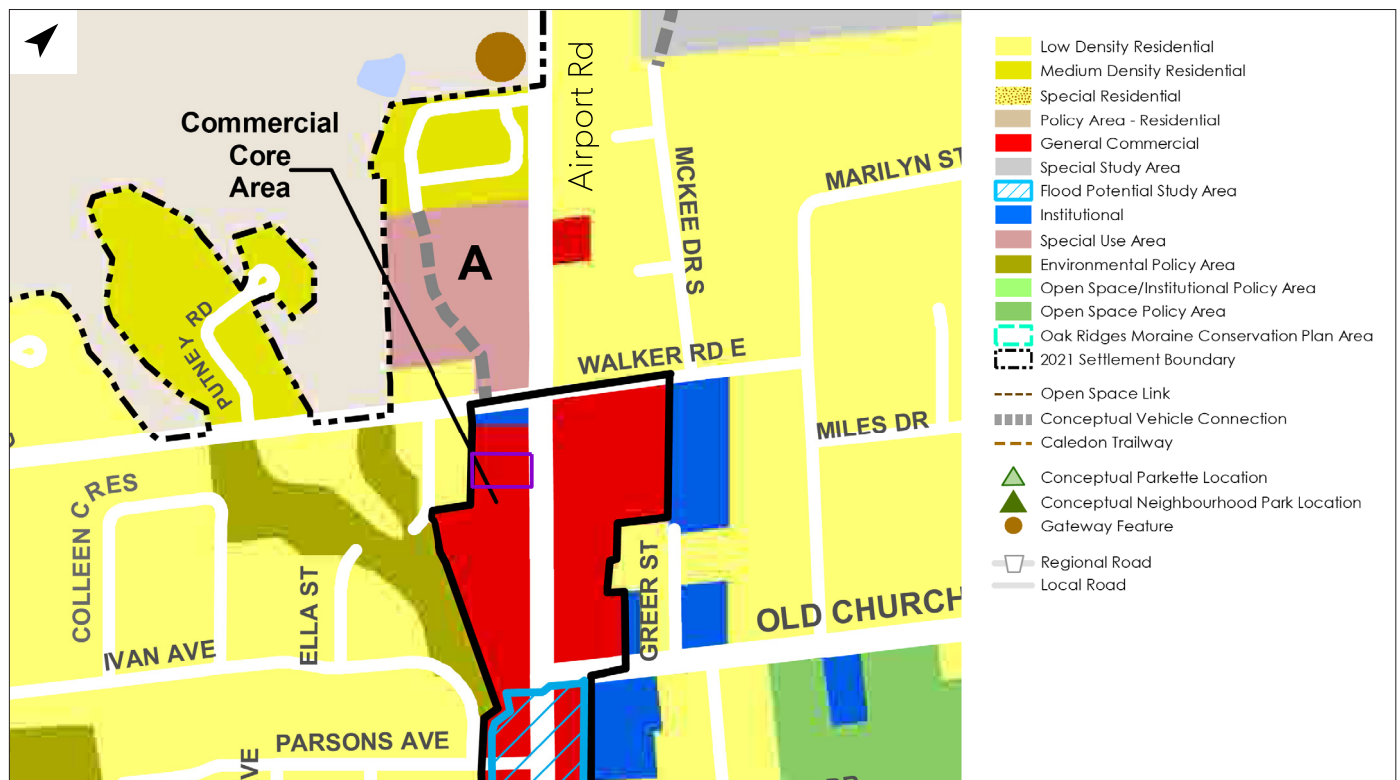 Commercial
Core
Area
Airport Rd
A
MCKEE DR S
MARILYN ST
PUTNEY RD
WALKER RD E
MILES DR
COLLEEN CRES
ELLA ST
GREER ST
OLD CHURCH
IVAN AVE
PARSONS AVE
VE
Low Density Residential
Medium Density Residential
Special Residential
Policy Area - Residential
General Commercial
Special Study Area
Flood Potential Study Area
Institutional
Special Use Area
Environmental Policy Area
Open Space/Institutional Policy Area
Open Space Policy Area
Oak Ridges Moraine Conservation Plan Area
2021 Settlement Boundary
Open Space Link
Conceptual Vehicle Connection
Caledon Trailway
Conceptual Parkette Location
Conceptual Neighbourhood Park Location
Gateway Feature
Regional Road
Local Road